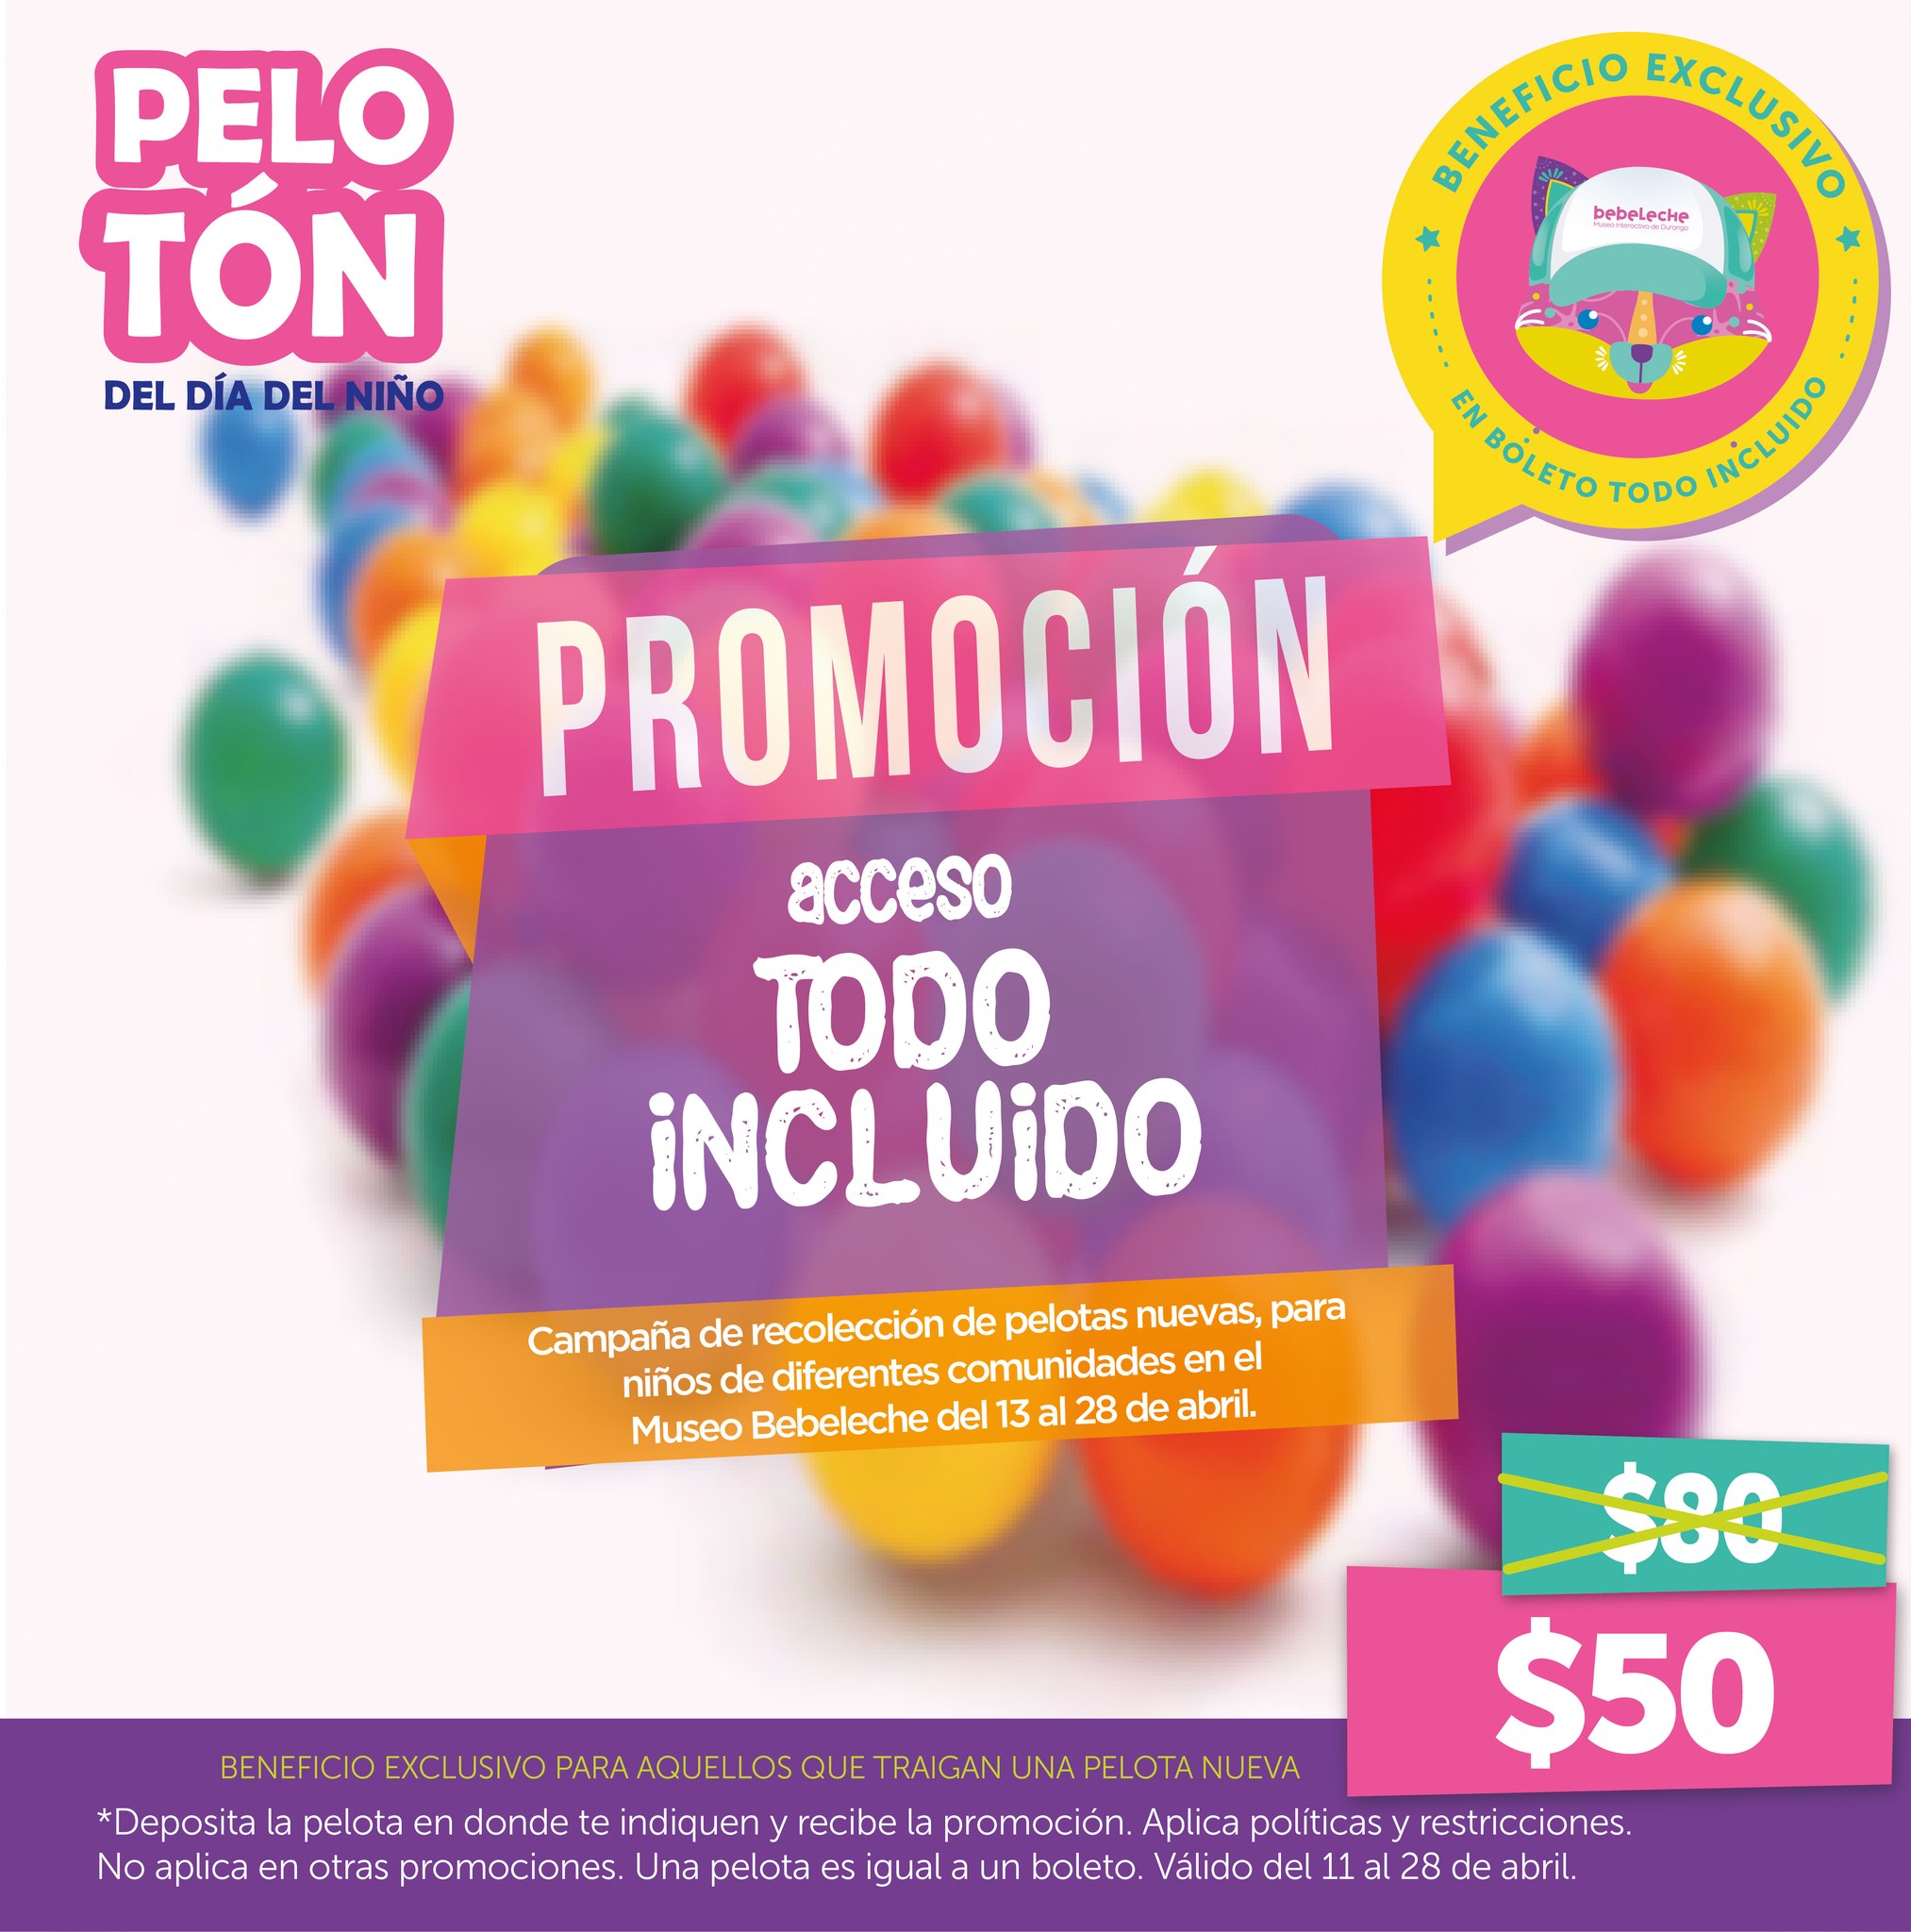 PELO
TÓN
DEL DÍA DEL NIÑO
BENEFICIO EXCLUSIVO
bebeLeche
Museo Interactivo de Durango
EN BOLETO TODO INCLUIDO
PROMOCIÓN
acceso
TODO
iNCLUiDO
Campaña de recolección de pelotas nuevas, para
niños de diferentes comunidades en el
Museo Bebeleche del 13 al 28 de abril.
$80
$50
BENEFICIO EXCLUSIVO PARA AQUELLOS QUE TRAIGAN UNA PELOTA NUEVA
*Deposita la pelota en donde te indiquen y recibe la promoción. Aplica políticas y restricciones.
No aplica en otras promociones. Una pelota es igual a un boleto. Válido del 11 al 28 de abril.